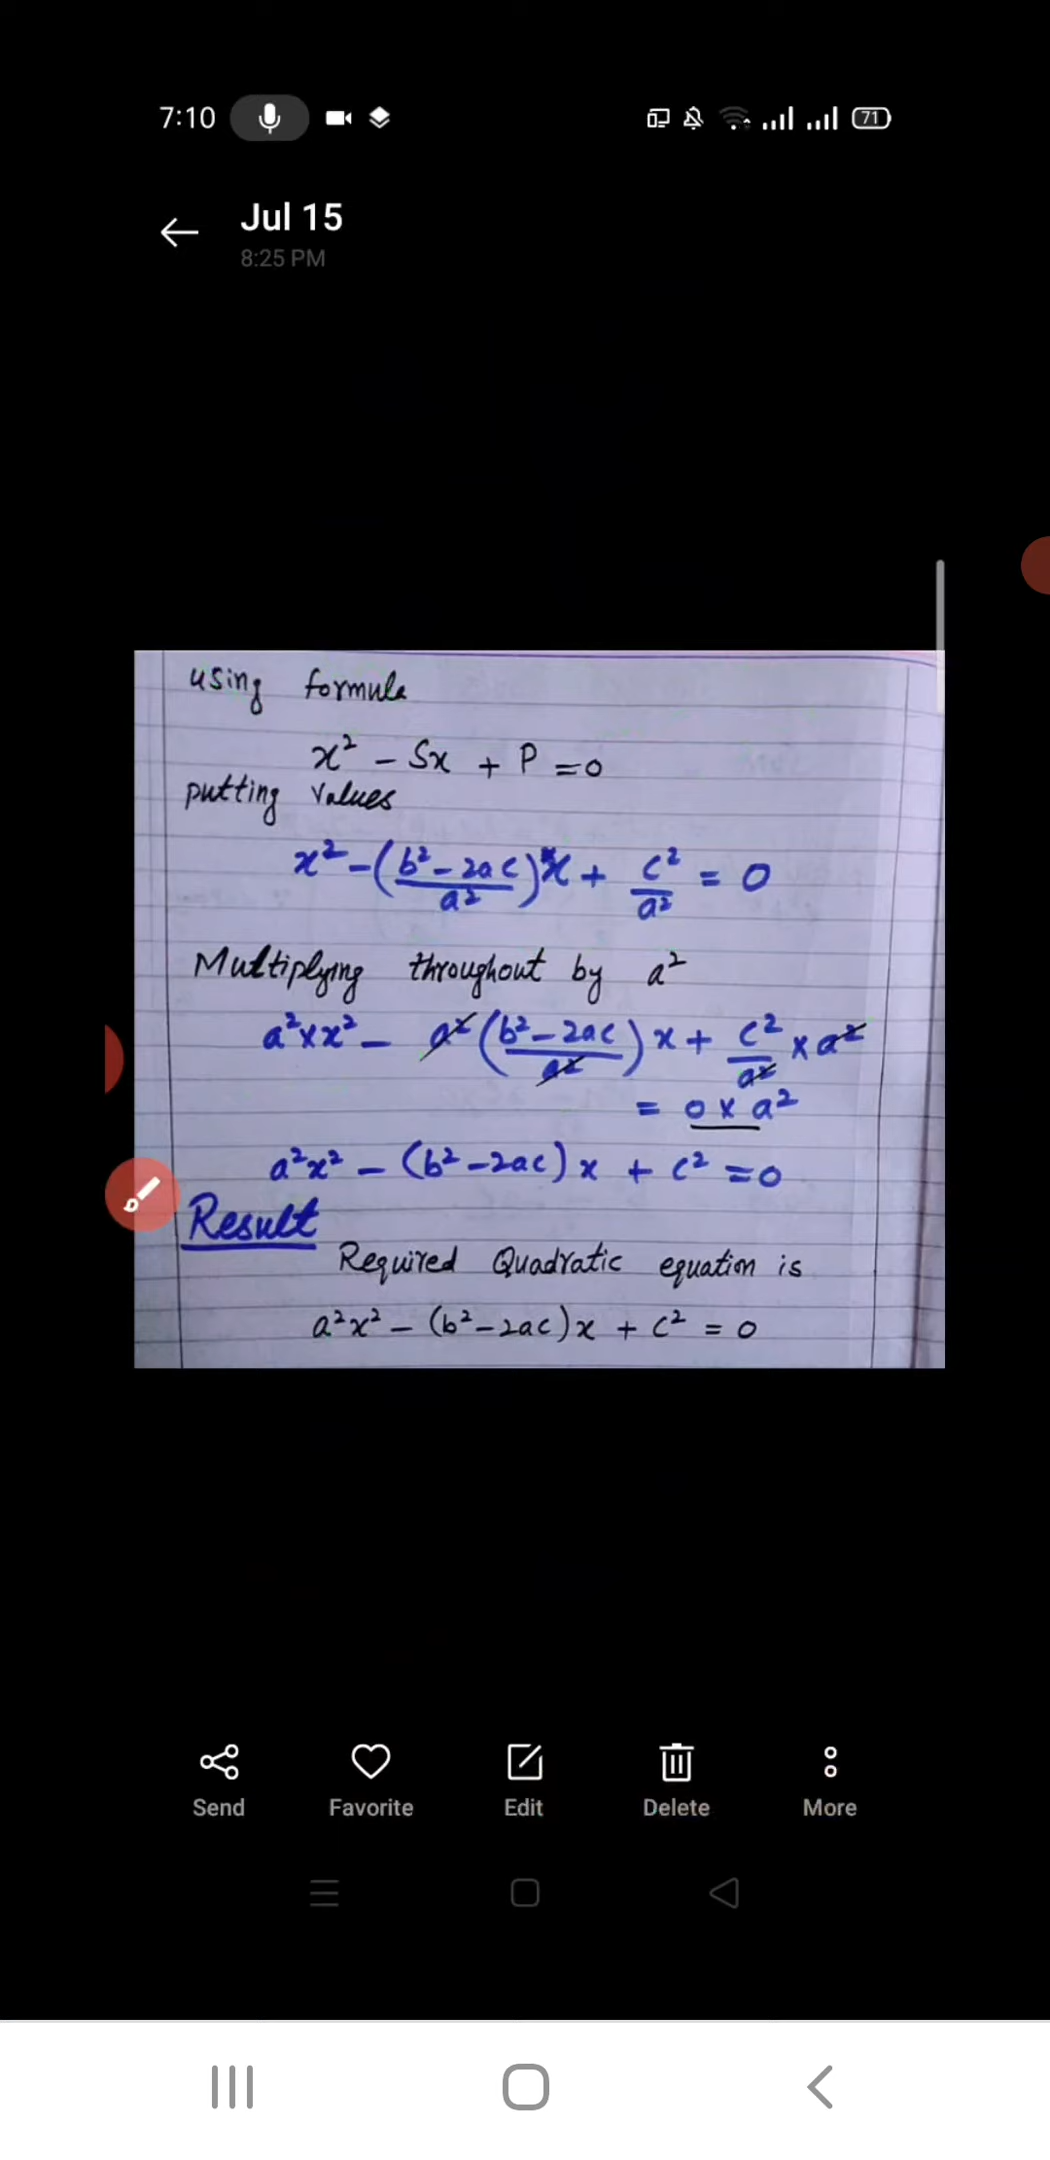 7:10
71
Jul 15
8:25 PM
using formula
x² - Sx + P = 0
putting values
x² - (b² - 2ac / a²) x + c² / a² = 0
Multiplying throughout by a²
a² × x² - a² (b² - 2ac / a²) x + c² / a² × a²
= 0 × a²
a²x² - (b² - 2ac) x + c² = 0
Result
Required Quadratic equation is
a²x² - (b² - 2ac) x + c² = 0
Send Favorite Edit Delete More